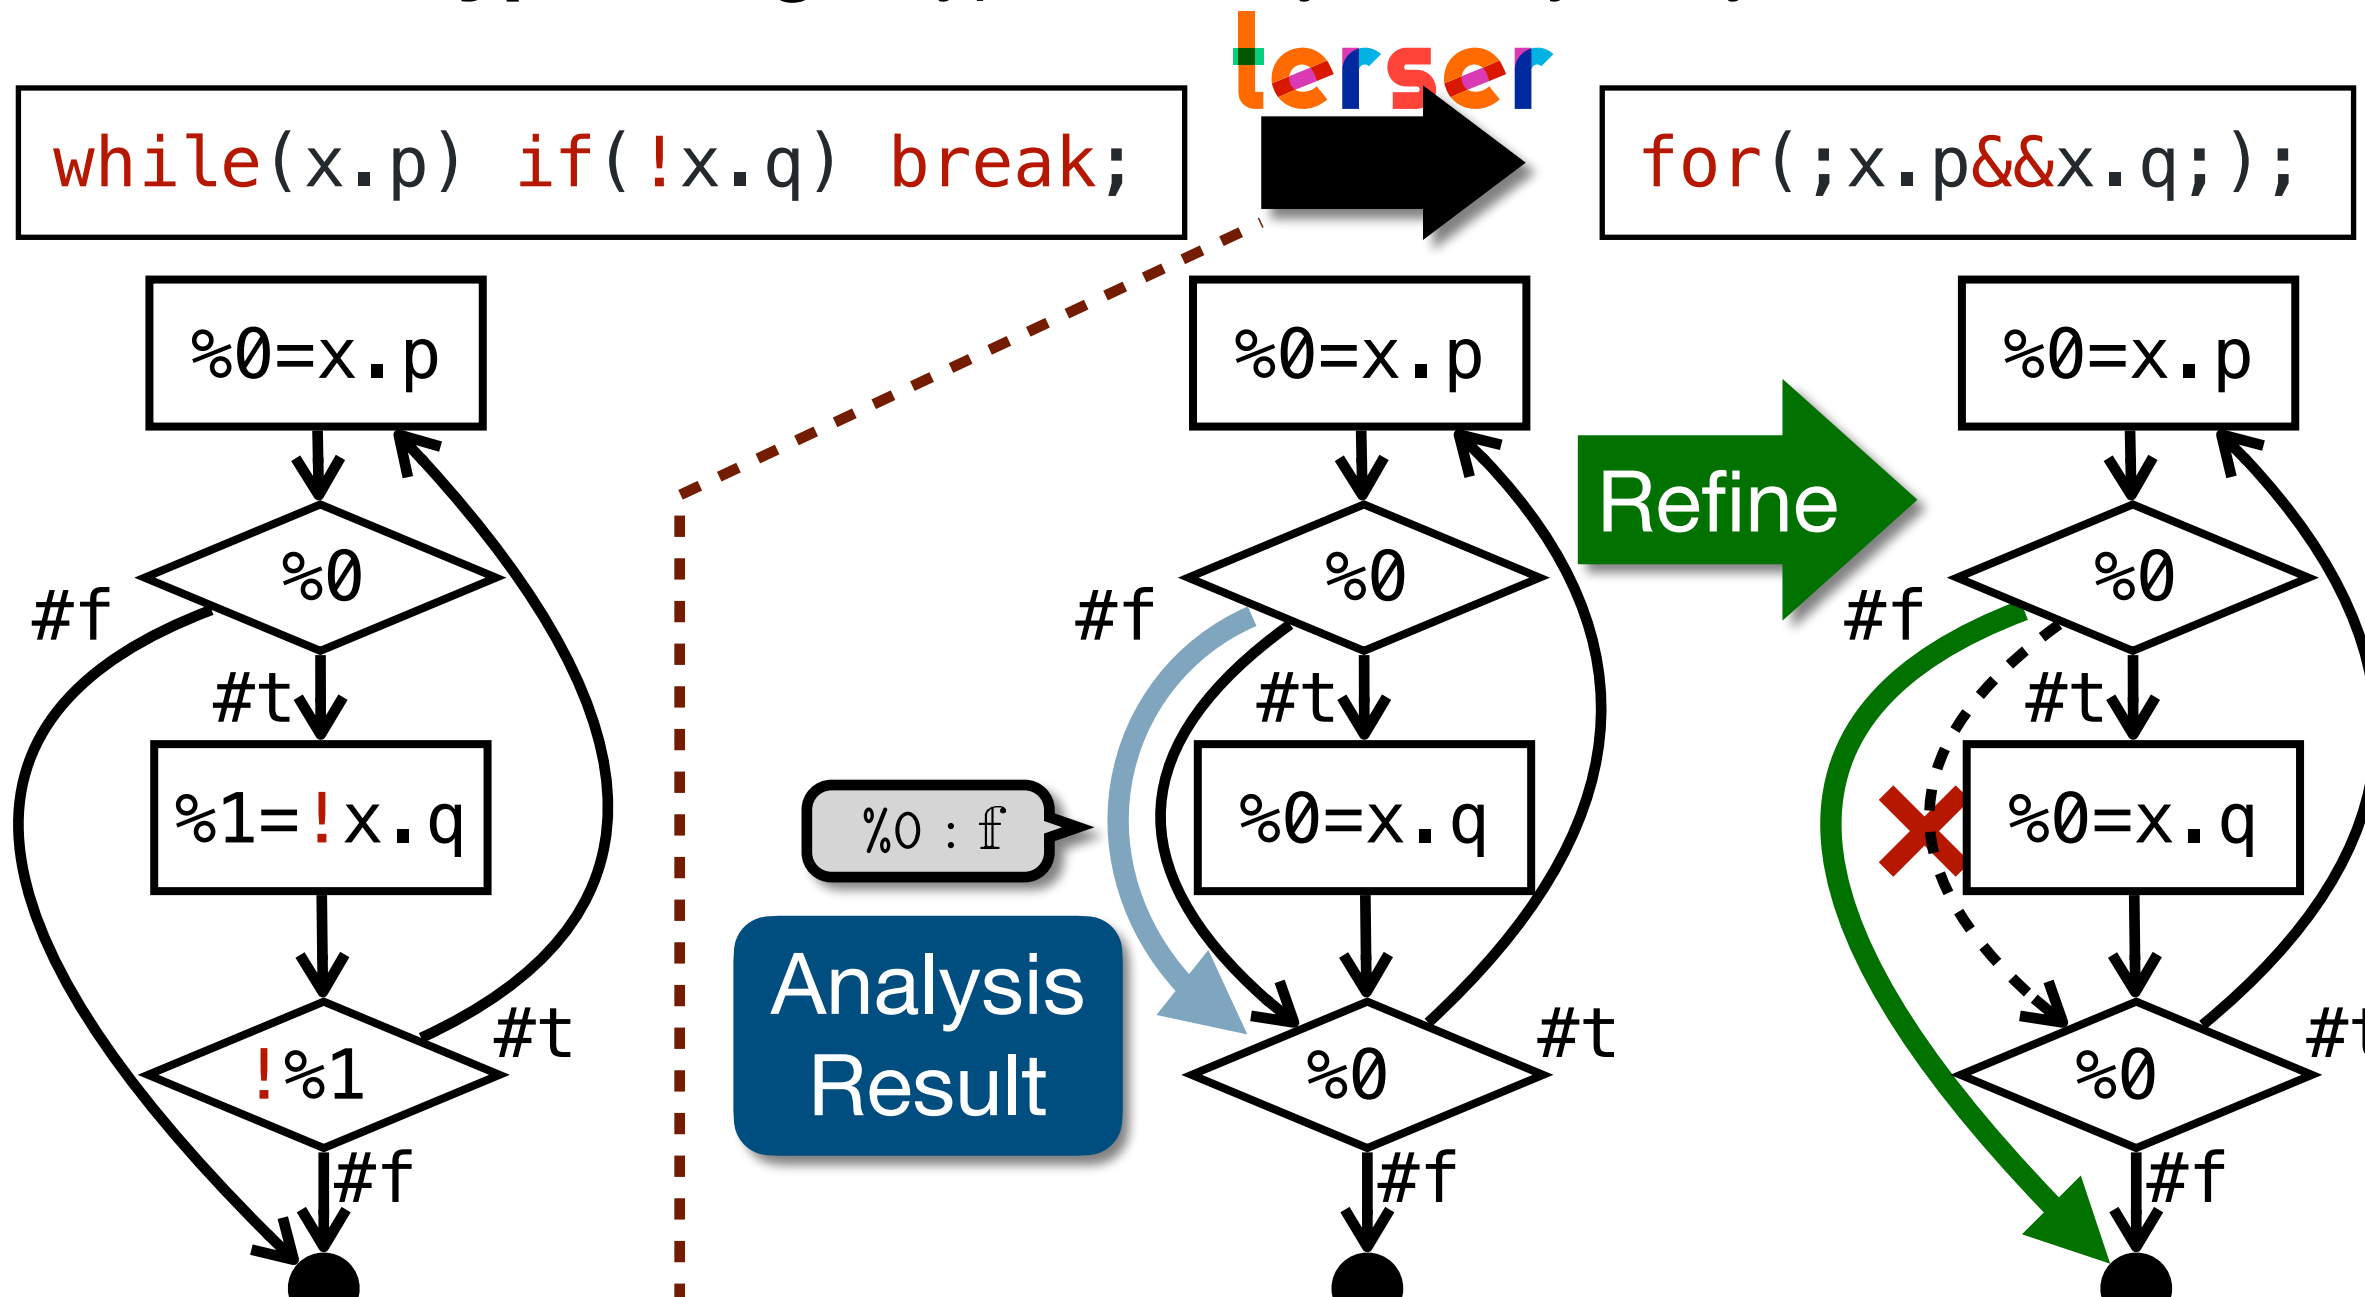 terser
while(x.p) if(!x.q) break;
for(;x.p&&x.q;);
%0=x.p
%0
#f
#t
%1=!x.q
!%1
#t
#f
%0=x.p
%0
#f
#t
%0=x.q
%0 : 𝕗
Analysis
Result
%0
#t
#f
Refine
%0=x.p
%0
#f
#t
%0=x.q
%0
#t
#f